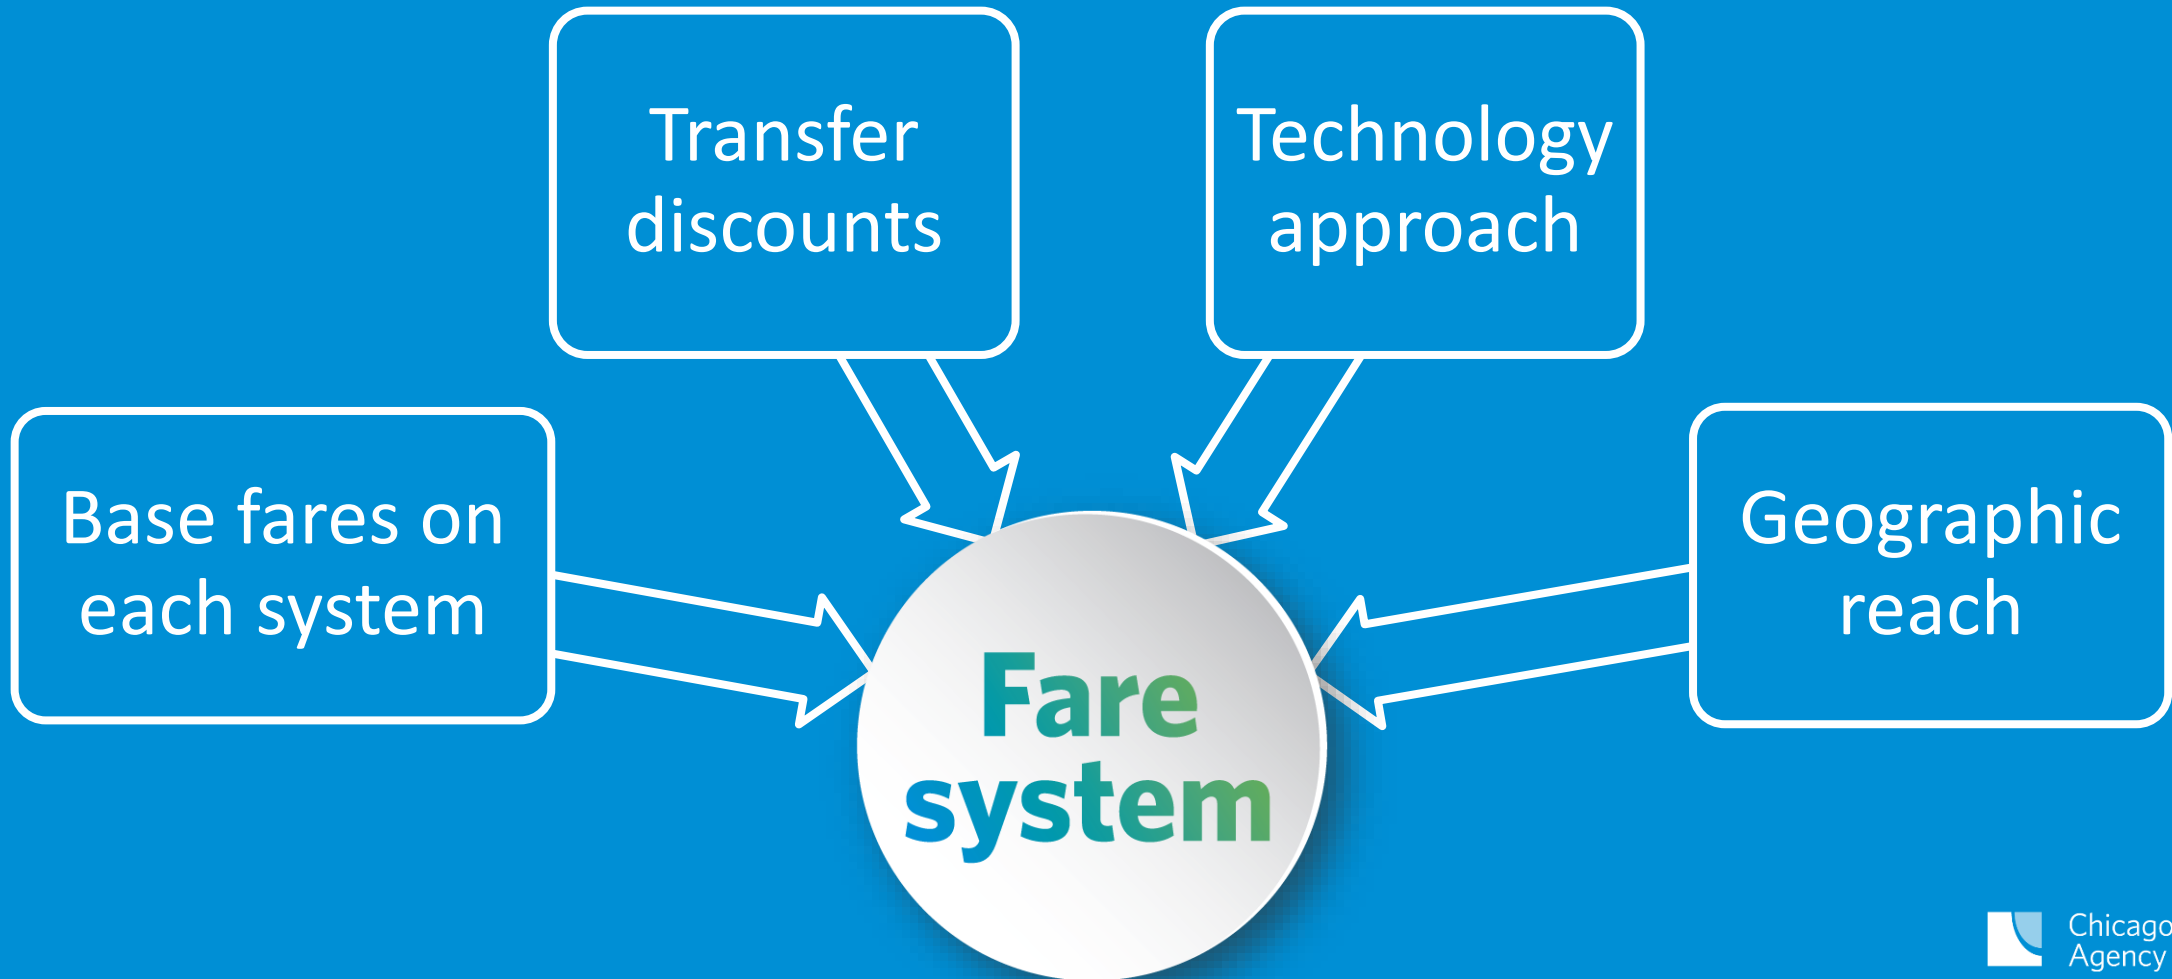 Transfer
discounts
Technology
approach
Base fares on
each system
Geographic
reach
Fare
system
Chicago
Agency